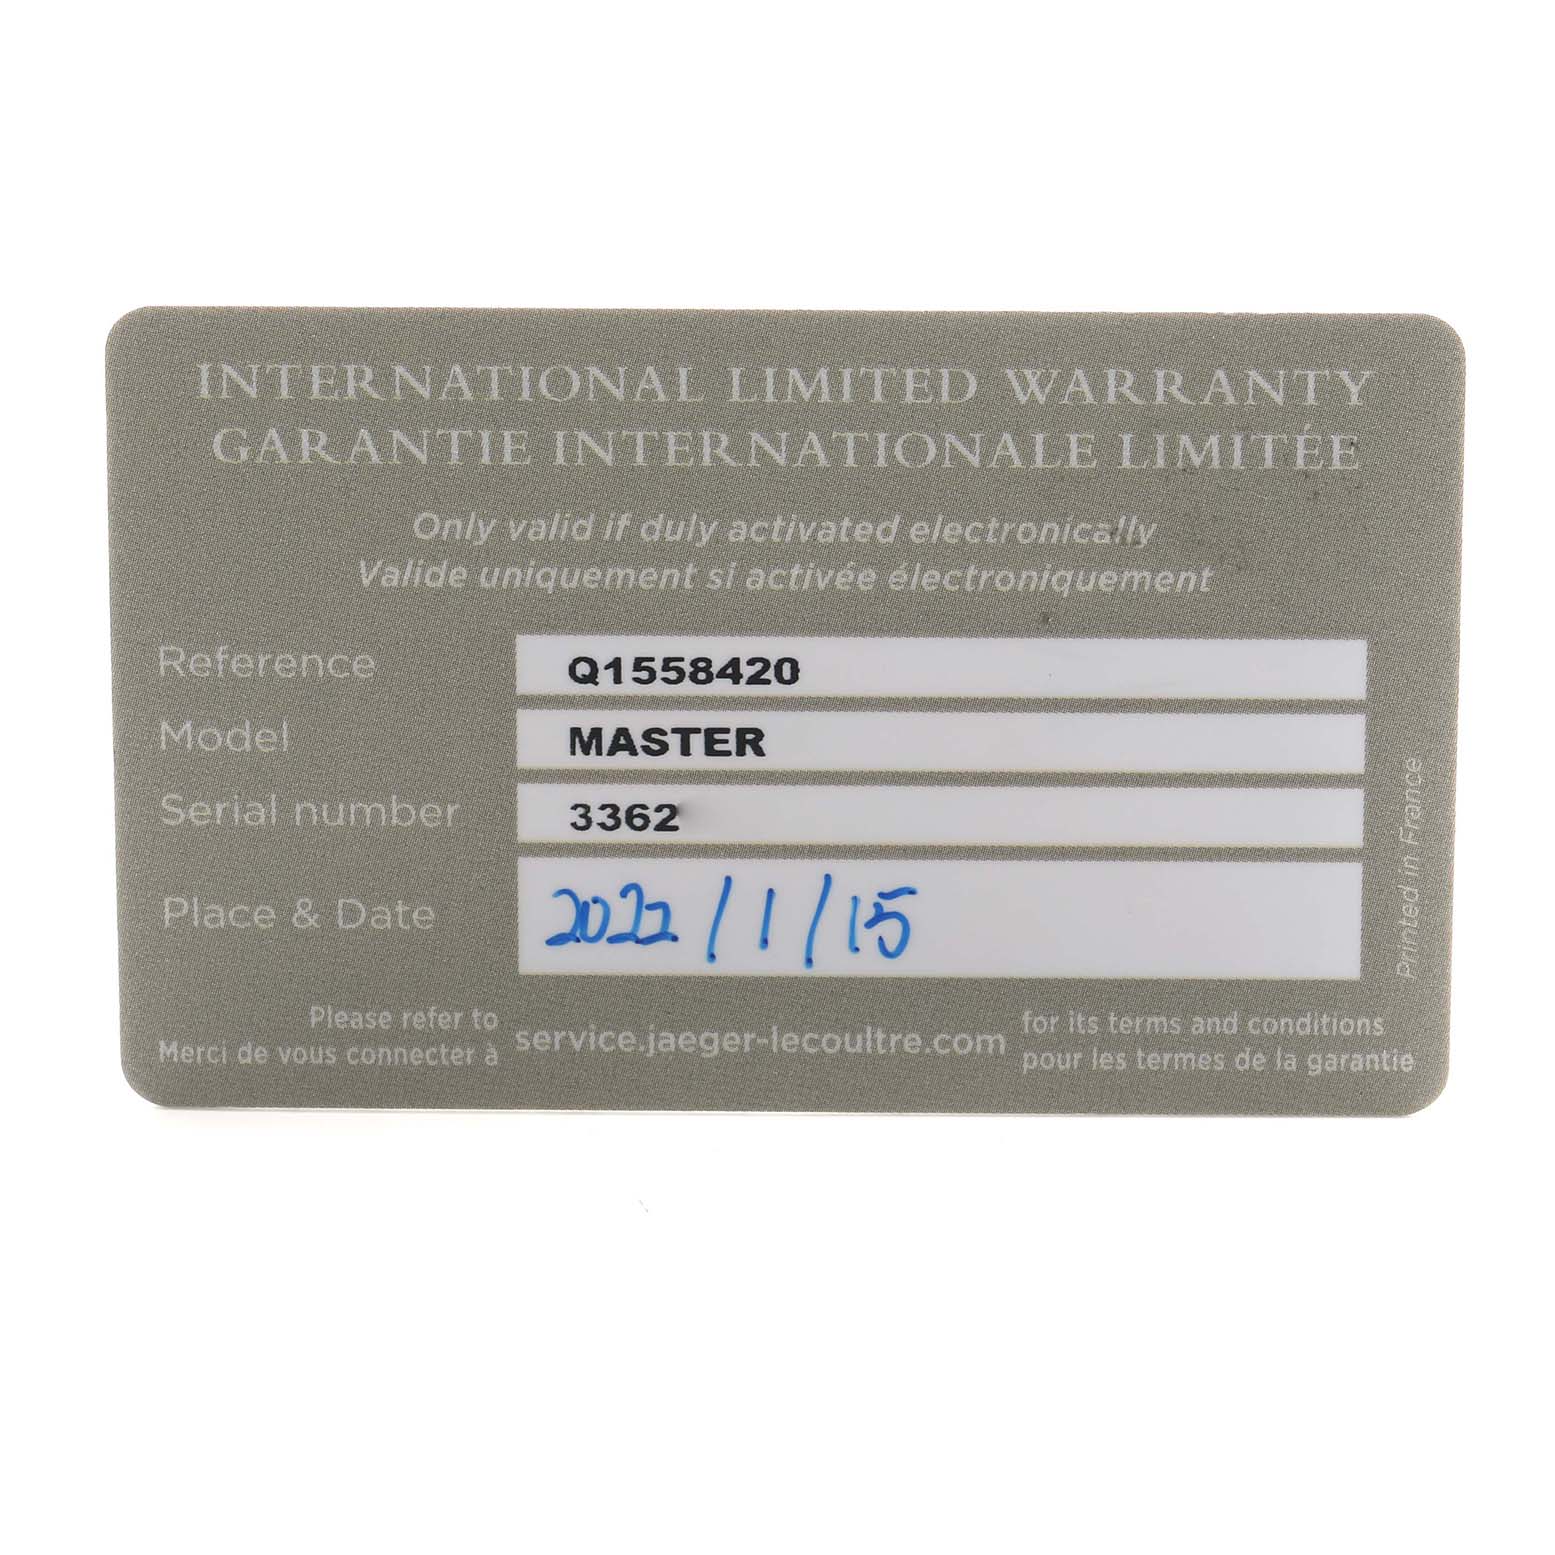 INTERNATIONAL LIMITED WARRANTY
GARANTIE INTERNATIONALE LIMITÉE
Only valid if duly activated electronically
Valide uniquement si activée électroniquement
Reference Q1558420
Model MASTER
Serial number 3362
Place & Date 2022/1/15
Printed in France
Please refer to
Merci de vous connecter à
service.jaeger-lecoultre.com
for its terms and conditions
pour les termes de la garantie